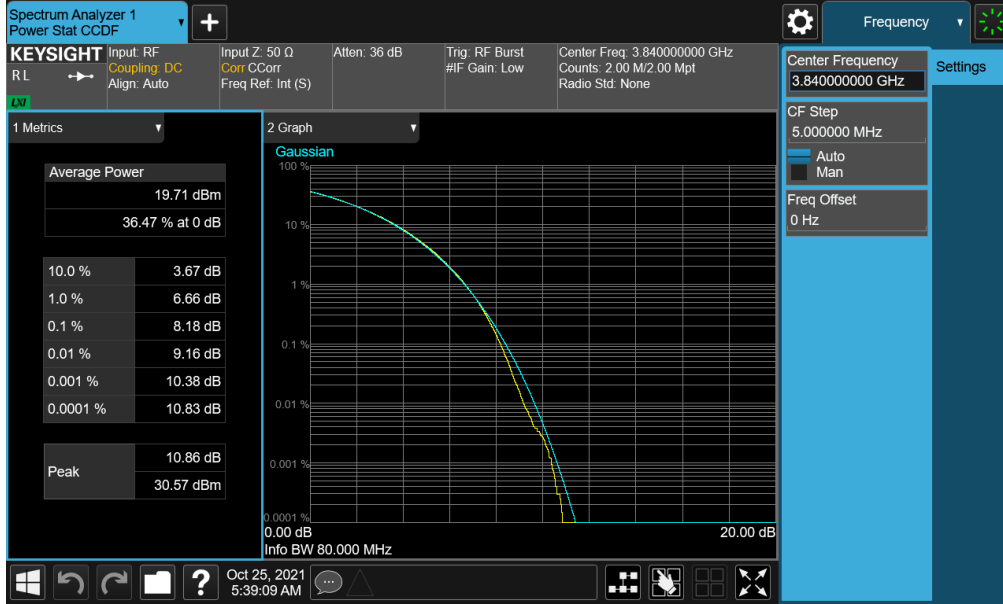 Spectrum Analyzer 1
Power Stat CCDF
Frequency
KEYSIGHT
RL
LXI
Input: RF
Coupling: DC
Align: Auto
Input Z: 50 Ω
Corr CCorr
Freq Ref: Int (S)
Atten: 36 dB
Trig: RF Burst
#IF Gain: Low
Center Freq: 3.840000000 GHz
Counts: 2.00 M/2.00 Mpt
Radio Std: None
Center Frequency
3.840000000 GHz
Settings
CF Step
5.000000 MHz
Auto
Man
Freq Offset
0 Hz
1 Metrics
Average Power
19.71 dBm
36.47 % at 0 dB
10.0 % 3.67 dB
1.0 % 6.66 dB
0.1 % 8.18 dB
0.01 % 9.16 dB
0.001 % 10.38 dB
0.0001 % 10.83 dB
Peak
10.86 dB
30.57 dBm
2 Graph
Gaussian
100 %
10 %
1 %
0.1 %
0.01 %
0.001 %
0.0001 %
0.00 dB 20.00 dB
Info BW 80.000 MHz
?
Oct 25, 2021
5:39:09 AM